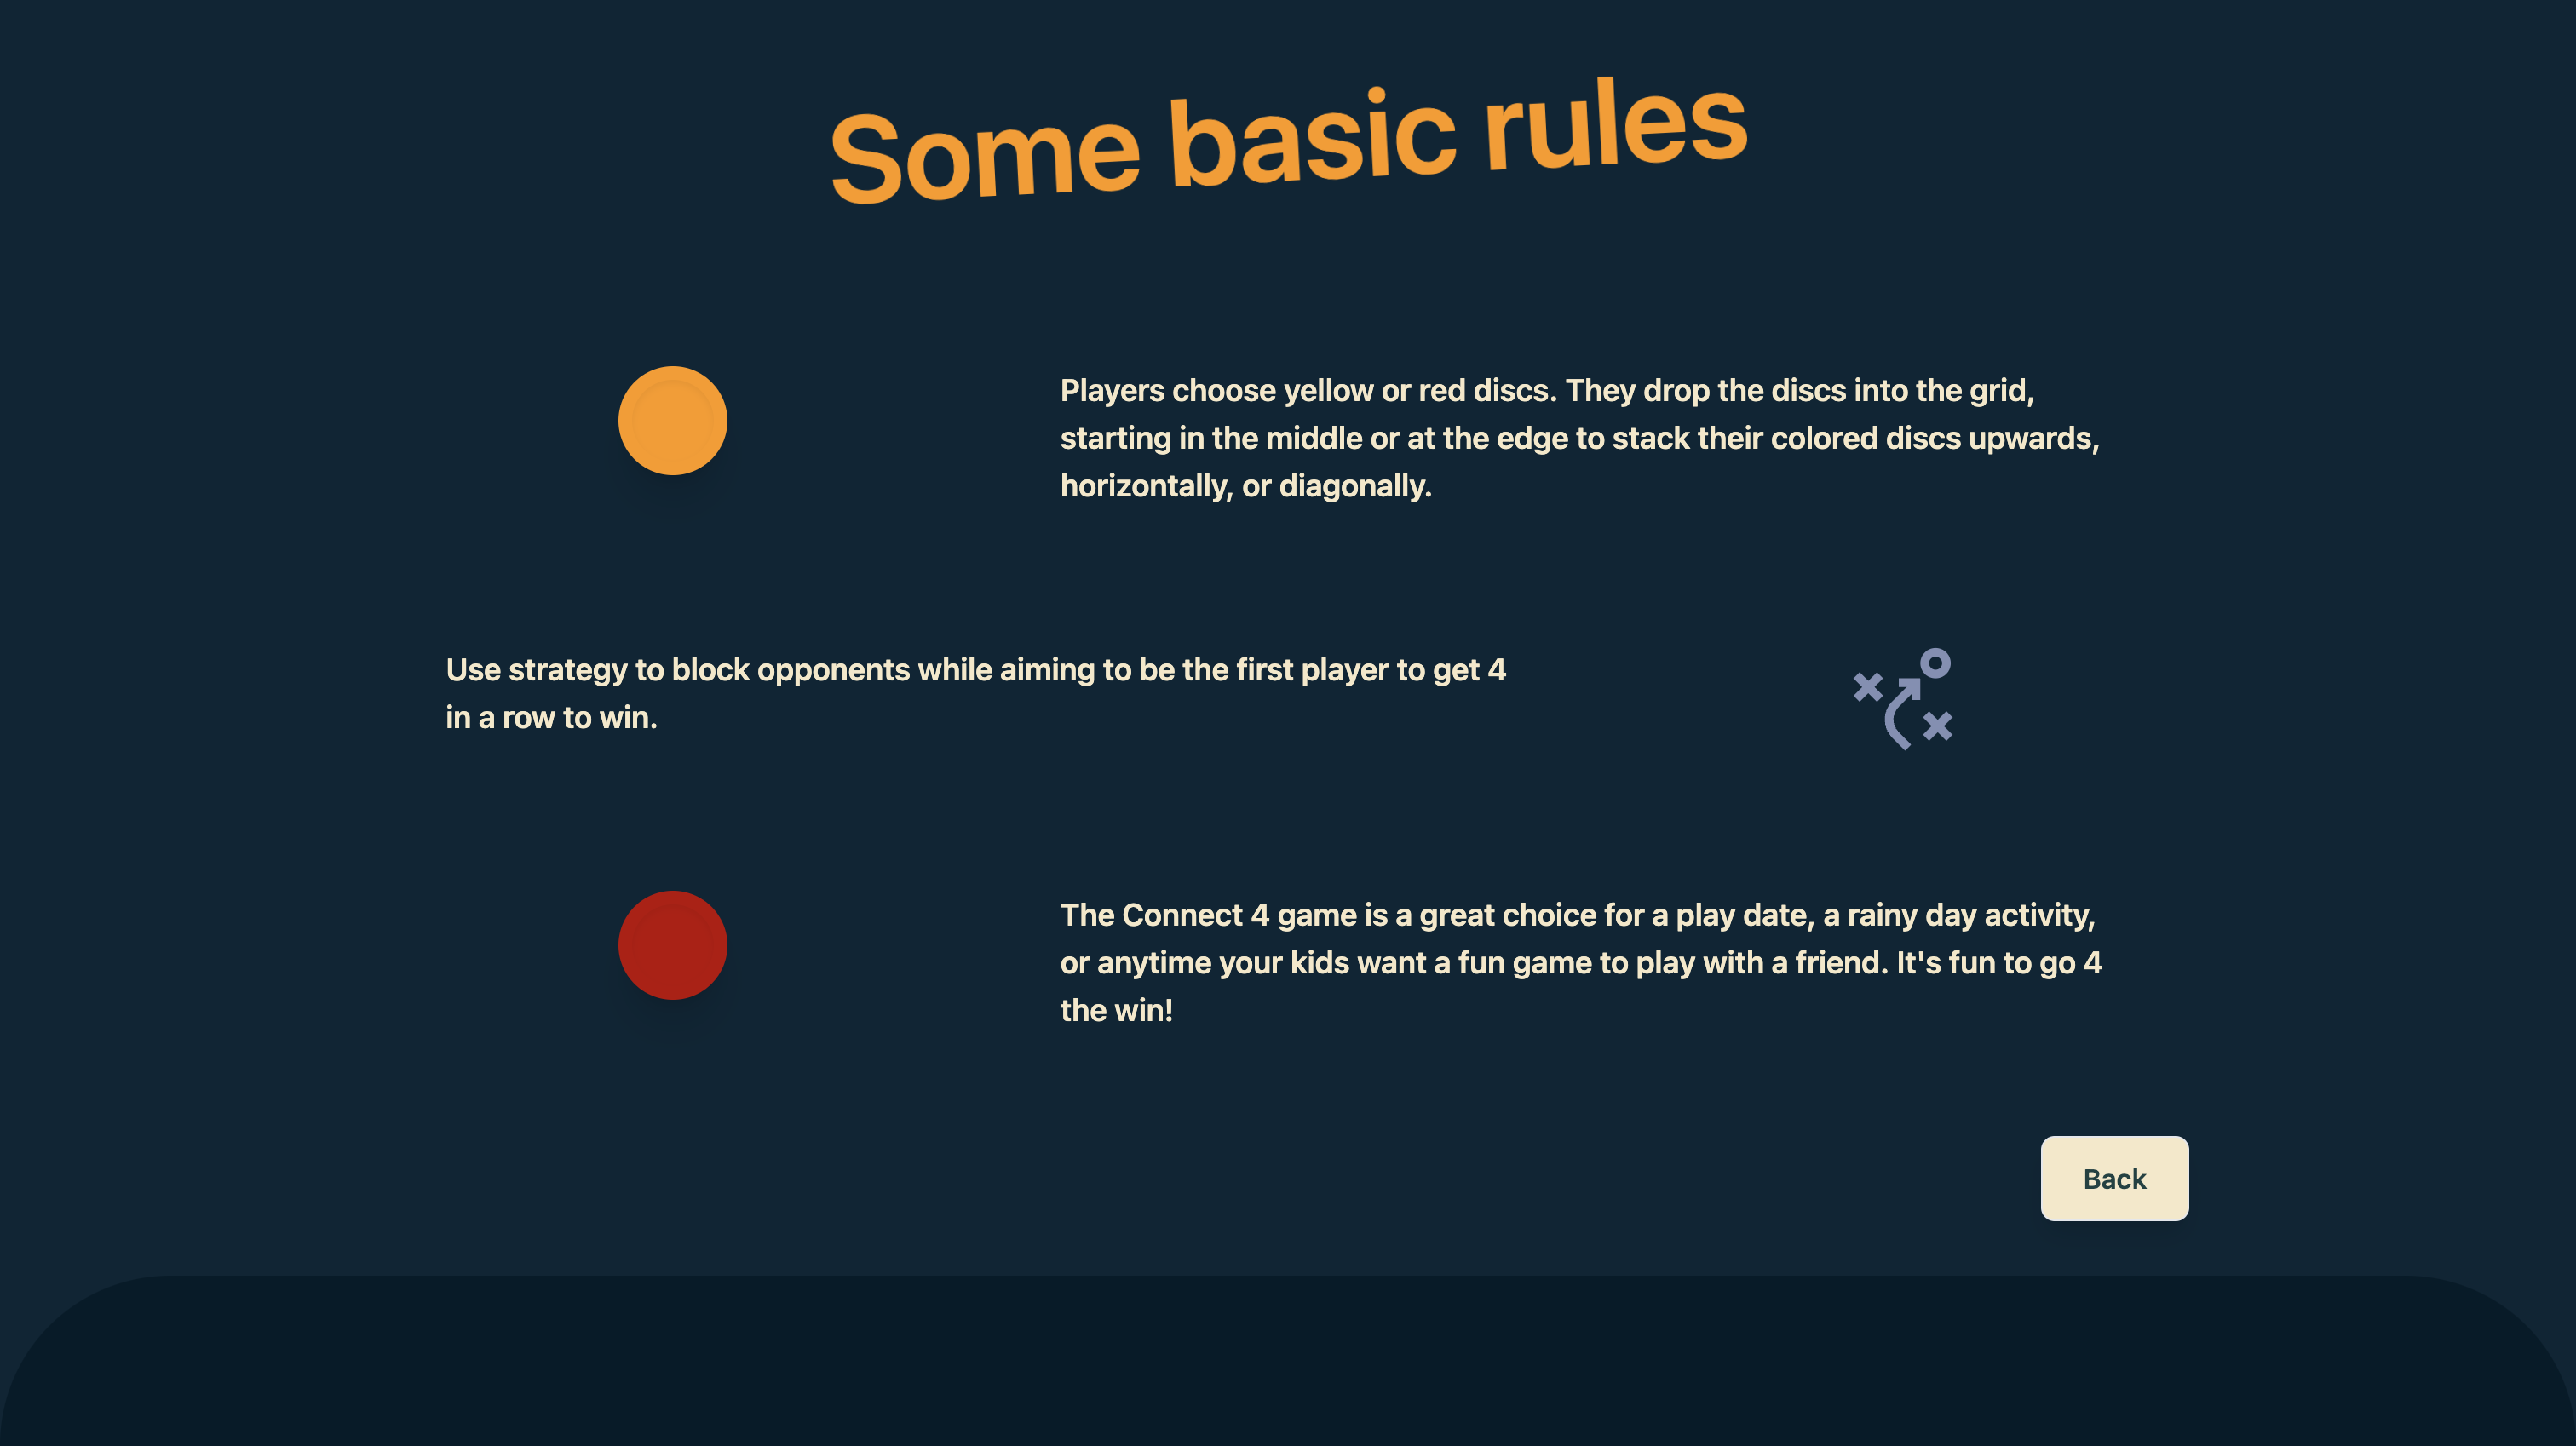 Some basic rules
Players choose yellow or red discs. They drop the discs into the grid,
starting in the middle or at the edge to stack their colored discs upwards,
horizontally, or diagonally.
Use strategy to block opponents while aiming to be the first player to get 4
in a row to win.
The Connect 4 game is a great choice for a play date, a rainy day activity,
or anytime your kids want a fun game to play with a friend. It's fun to go 4
the win!
Back